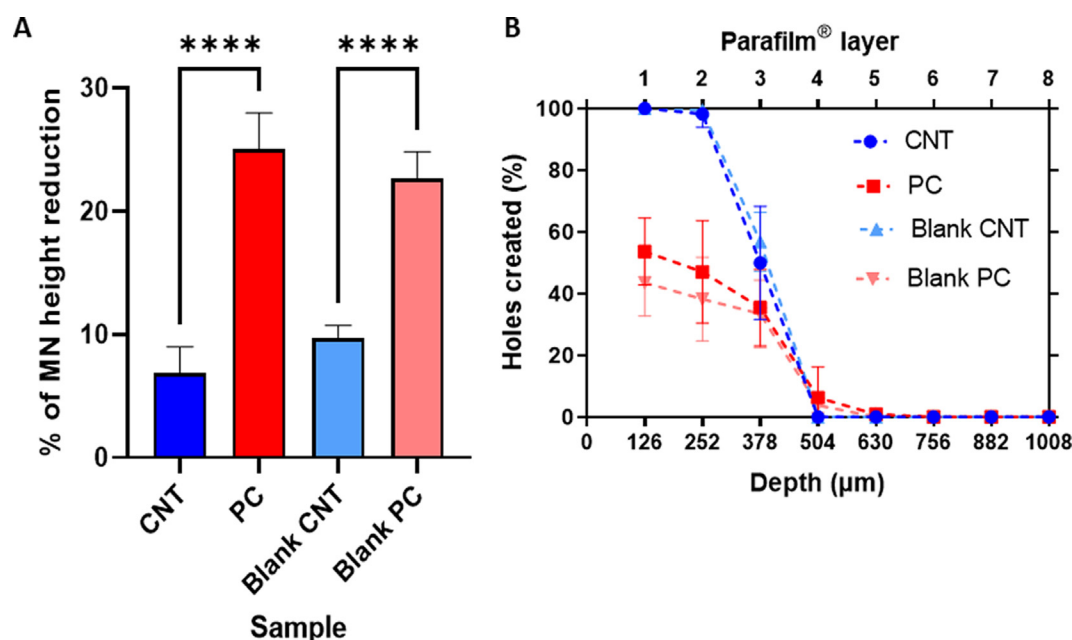 A
****
****
% of MN height reduction
30
20
10
0
CNT
PC
Blank CNT
Blank PC
Sample
B
Parafilm® layer
1 2 3 4 5 6 7 8
Holes created (%)
100
80
60
40
20
0
CNT
PC
Blank CNT
Blank PC
0 126 252 378 504 630 756 882 1008
Depth (µm)